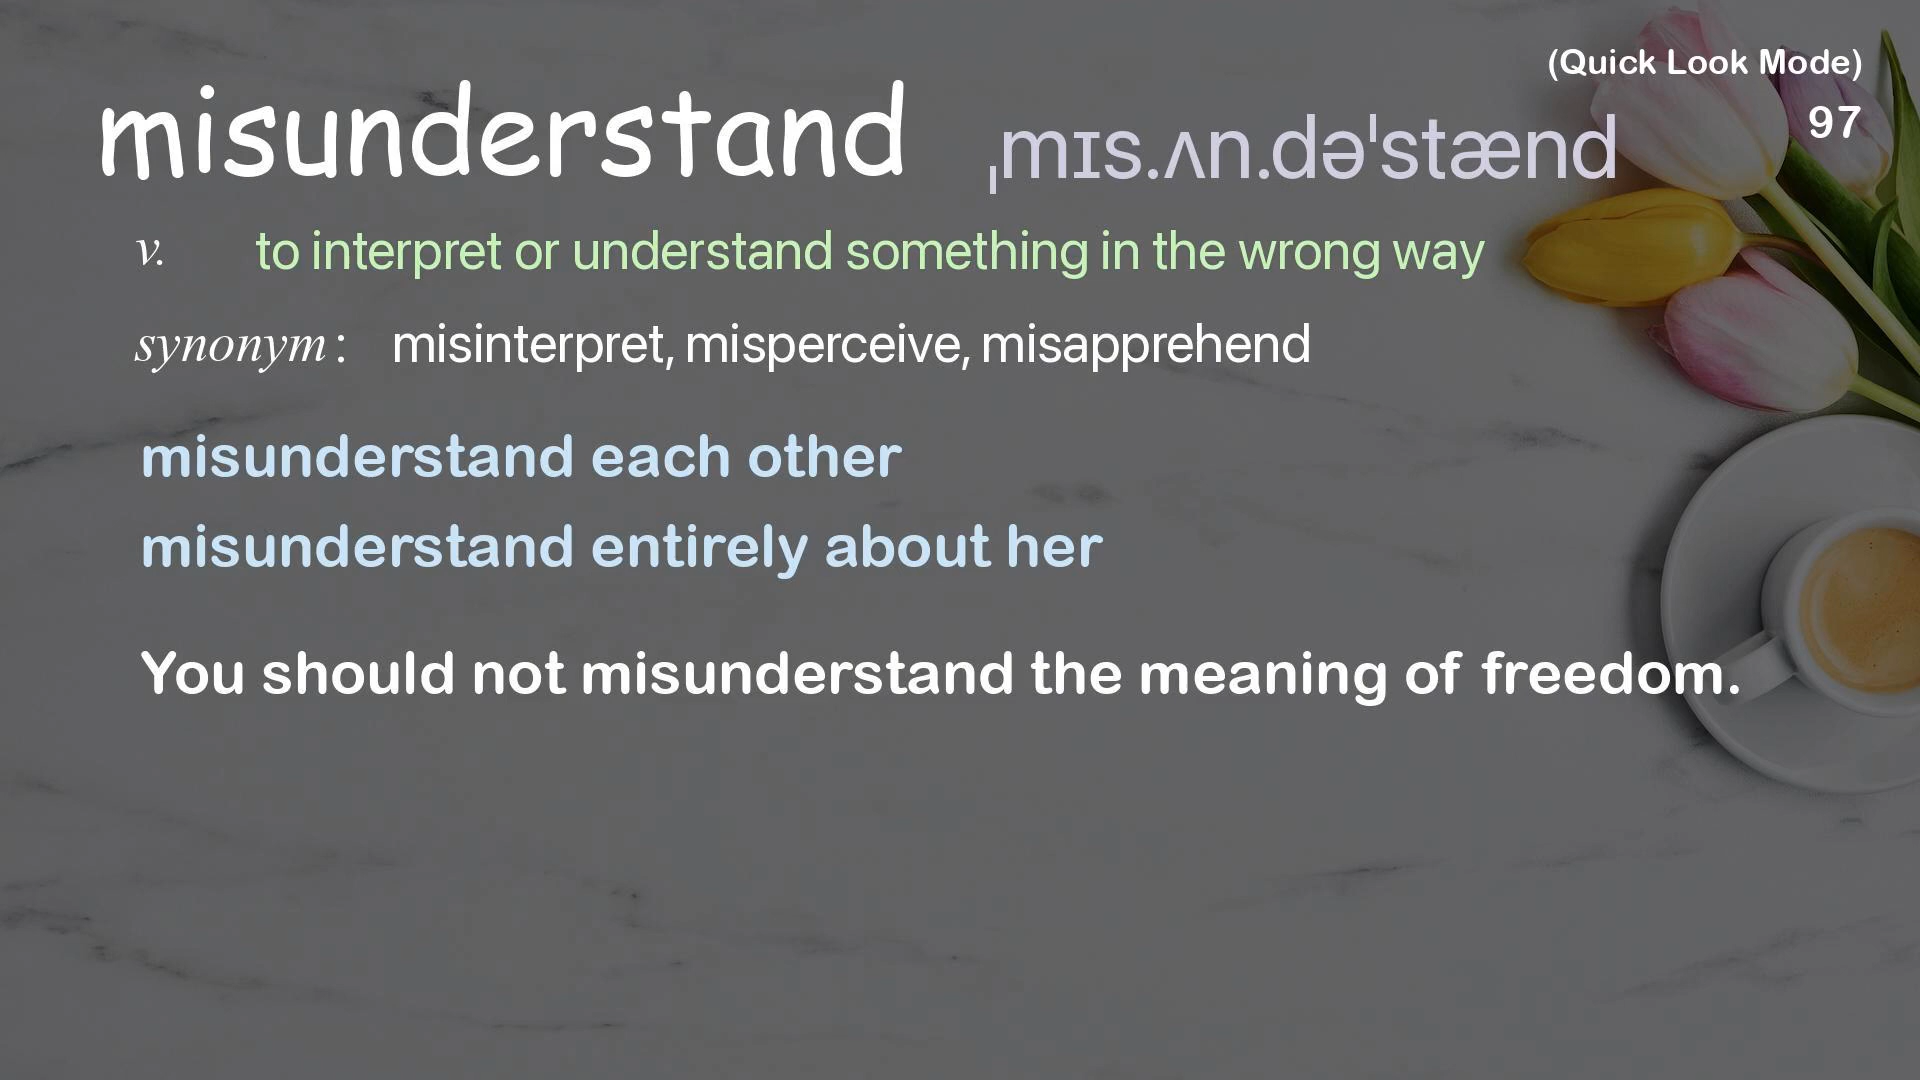 (Quick Look Mode)
97
misunderstand ˌmɪs.ʌn.dəˈstænd
v. to interpret or understand something in the wrong way
synonym : misinterpret, misperceive, misapprehend
misunderstand each other
misunderstand entirely about her
You should not misunderstand the meaning of freedom.